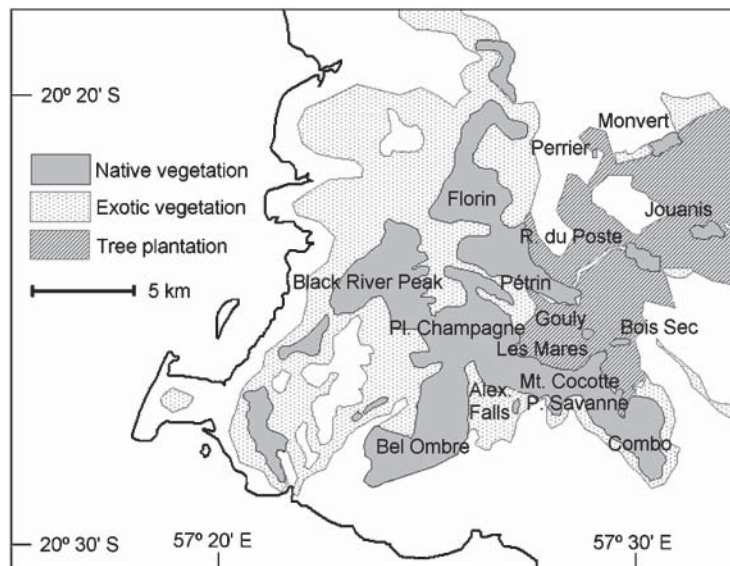 20º 20' S
Monvert
Perrier
Native vegetation
Exotic vegetation
Florin
Jouanis
Tree plantation
R. du Poste
5 km
Black River Peak
Pétrin
Gouly
Pl. Champagne
Bois Sec
Les Mares
Mt. Cocotte
Alex.
Falls
P. Savanne
Bel Ombre
Combo
20º 30' S
57º 20' E
57º 30' E